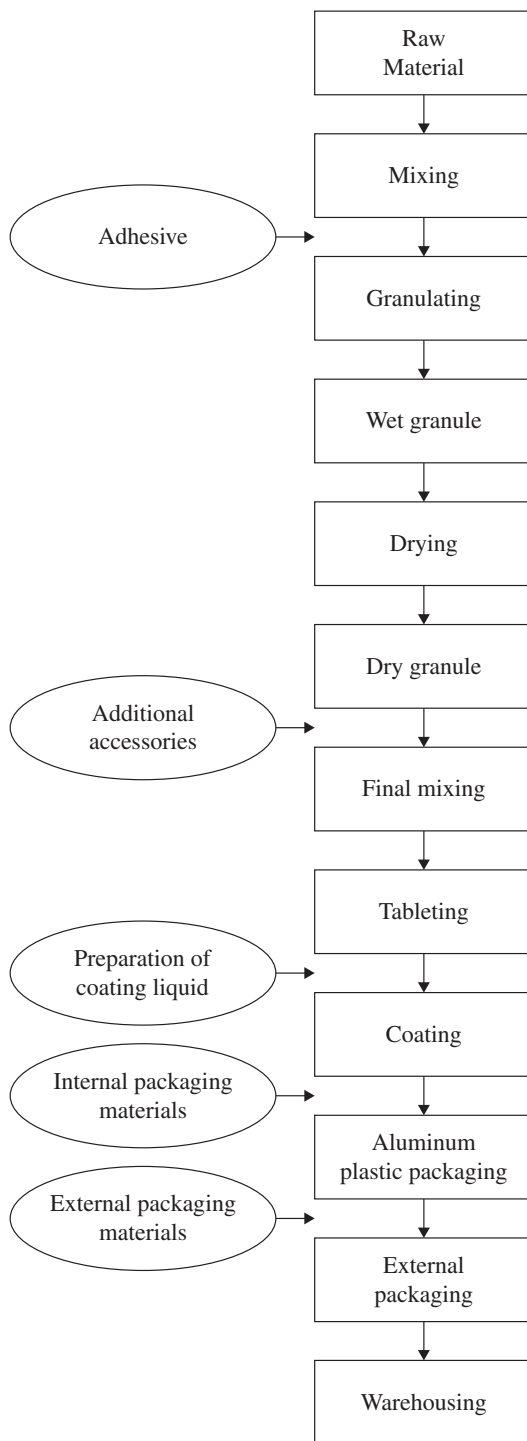 Raw
Material
Mixing
Adhesive
Granulating
Wet granule
Drying
Dry granule
Additional
accessories
Final mixing
Tableting
Preparation of
coating liquid
Coating
Internal packaging
materials
Aluminum
plastic packaging
External packaging
materials
External
packaging
Warehousing